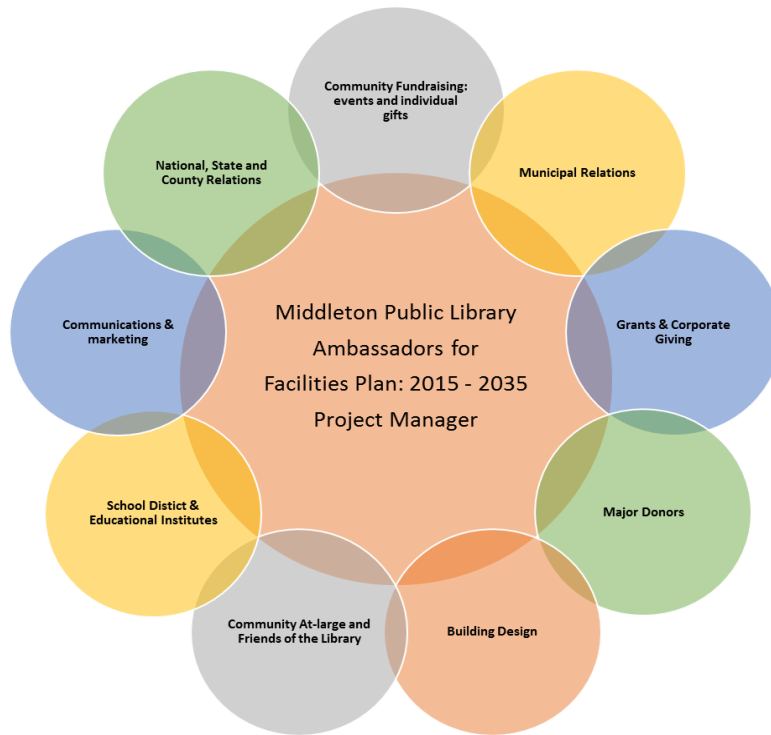 Community Fundraising:
events and individual
gifts
Municipal Relations
Grants & Corporate
Giving
Major Donors
Building Design
Community At-large and
Friends of the Library
School Distict &
Educational Institutes
Communications &
marketing
National, State and
County Relations
Middleton Public Library
Ambassadors for
Facilities Plan: 2015 - 2035
Project Manager